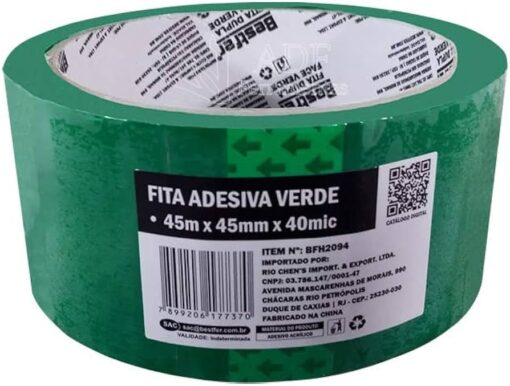 Bestfer
FITA DUPLA
FACE VERDE
Bestfer
FITA ADESIVA VERDE
• 45m x 45mm x 40mic
CATÁLOGO DIGITAL
ITEM Nº: BFH2094
IMPORTADO POR:
RIO CHEN'S IMPORT. & EXPORT. LTDA.
CNPJ: 03.786.147/0001-47
AVENIDA MASCARENHAS DE MORAIS, 990
CHÁCARAS RIO PETRÓPOLIS
DUQUE DE CAXIAS | RJ - CEP.: 25230-030
FABRICADO NA CHINA
7 899206 177370
SAC| sac@bestfer.com.br
VALIDADE: Indeterminada
MATERIAL DO PRODUTO
ADESIVO ACRÍLICO